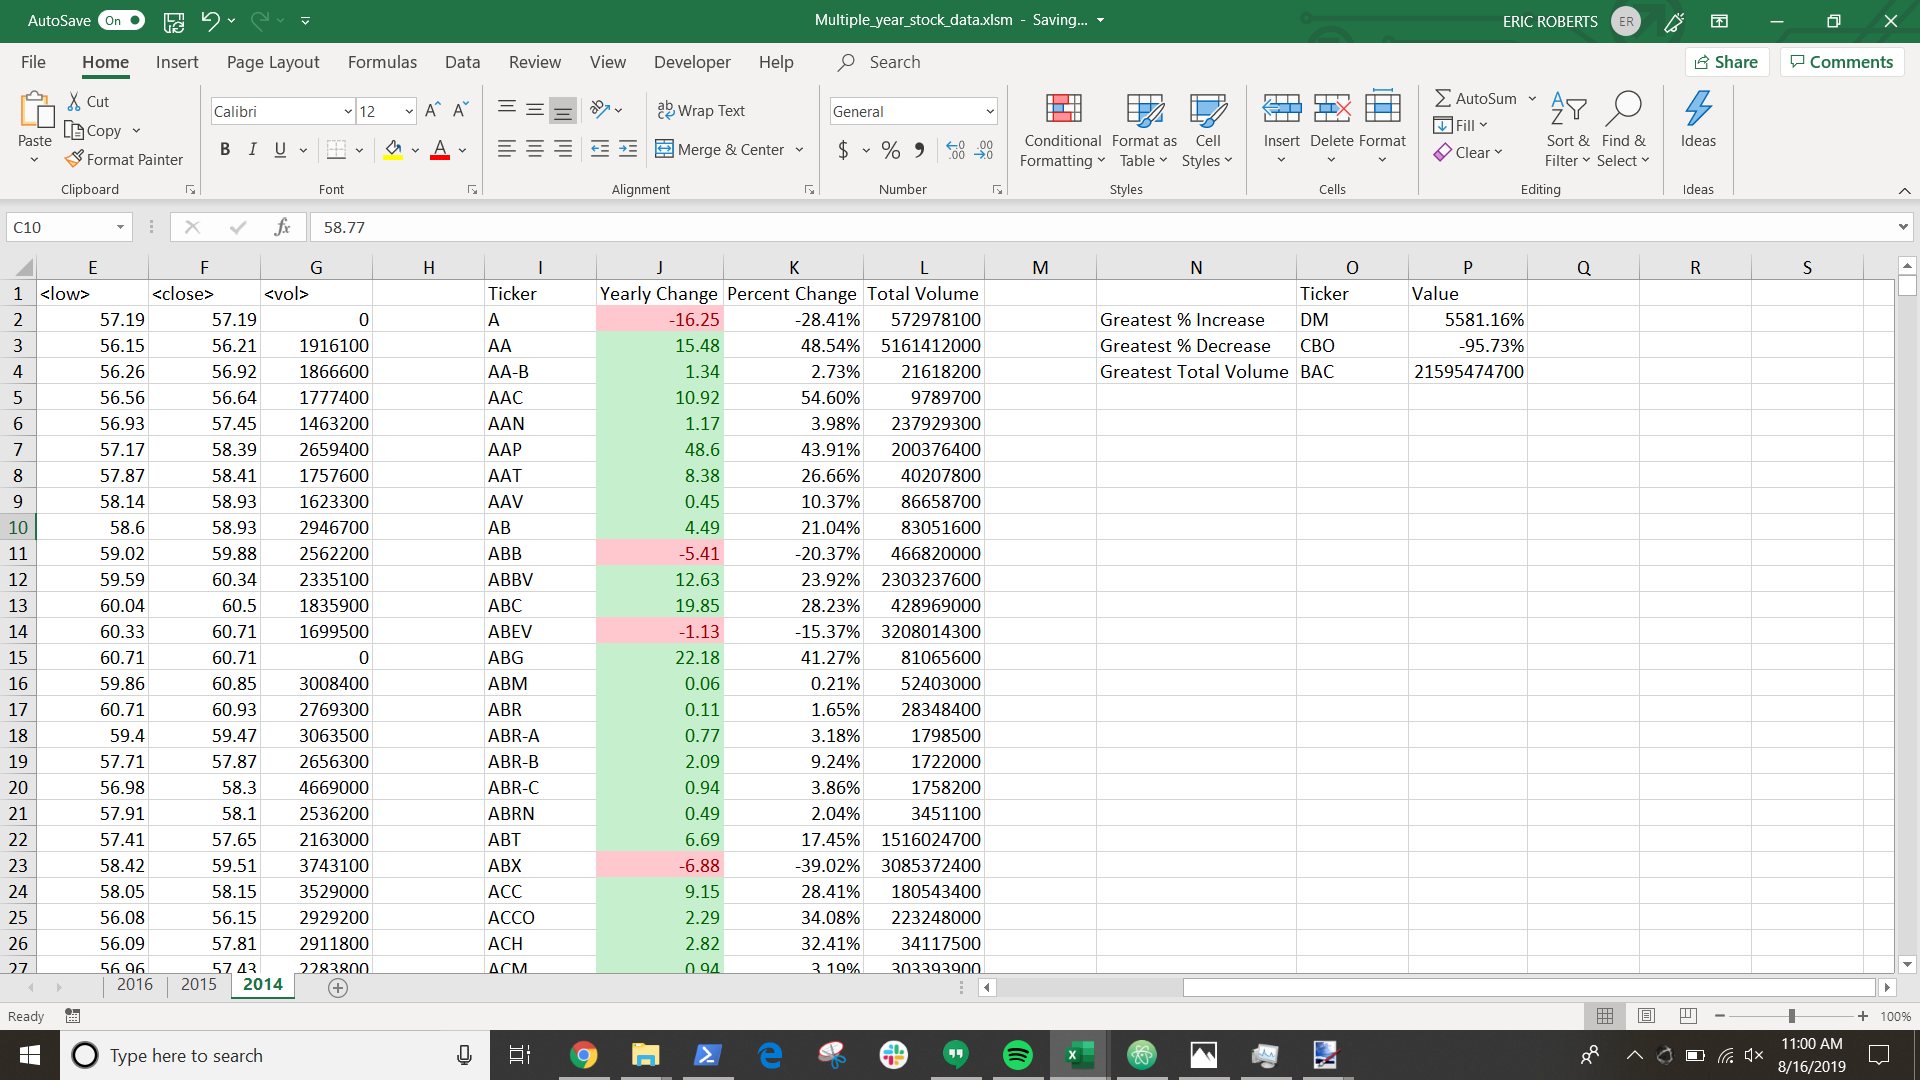 AutoSave On Multiple_year_stock_data.xlsm - Saving... ERIC ROBERTS ER
File Home Insert Page Layout Formulas Data Review View Developer Help Search Share Comments
Paste Cut Copy Format Painter Clipboard
Calibri 12 A A B I U A Font
ab Wrap Text Merge & Center Alignment
General $ % 9 .00 .00 Number
Conditional Formatting Format as Table Cell Styles Styles
Insert Delete Format Cells
AutoSum Fill Clear Sort & Filter Find & Select Editing
Ideas Ideas
C10 fx 58.77
E F G H I J K L M N O P Q R S
1 <low> <close> <vol> Ticker Yearly Change Percent Change Total Volume Ticker Value
2 57.19 57.19 0 A -16.25 -28.41% 572978100 Greatest % Increase DM 5581.16%
3 56.15 56.21 1916100 AA 15.48 48.54% 5161412000 Greatest % Decrease CBO -95.73%
4 56.26 56.92 1866600 AA-B 1.34 2.73% 21618200 Greatest Total Volume BAC 21595474700
5 56.56 56.64 1777400 AAC 10.92 54.60% 9789700
6 56.93 57.45 1463200 AAN 1.17 3.98% 237929300
7 57.17 58.39 2659400 AAP 48.6 43.91% 200376400
8 57.87 58.41 1757600 AAT 8.38 26.66% 40207800
9 58.14 58.93 1623300 AAV 0.45 10.37% 86658700
10 58.6 58.93 2946700 AB 4.49 21.04% 83051600
11 59.02 59.88 2562200 ABB -5.41 -20.37% 466820000
12 59.59 60.34 2335100 ABBV 12.63 23.92% 2303237600
13 60.04 60.5 1835900 ABC 19.85 28.23% 428969000
14 60.33 60.71 1699500 ABEV -1.13 -15.37% 3208014300
15 60.71 60.71 0 ABG 22.18 41.27% 81065600
16 59.86 60.85 3008400 ABM 0.06 0.21% 52403000
17 60.71 60.93 2769300 ABR 0.11 1.65% 28348400
18 59.4 59.47 3063500 ABR-A 0.77 3.18% 1798500
19 57.71 57.87 2656300 ABR-B 2.09 9.24% 1722000
20 56.98 58.3 4669000 ABR-C 0.94 3.86% 1758200
21 57.91 58.1 2536200 ABRN 0.49 2.04% 3451100
22 57.41 57.65 2163000 ABT 6.69 17.45% 1516024700
23 58.42 59.51 3743100 ABX -6.88 -39.02% 3085372400
24 58.05 58.15 3529000 ACC 9.15 28.41% 180543400
25 56.08 56.15 2929200 ACCO 2.29 34.08% 223248000
26 56.09 57.81 2911800 ACH 2.82 32.41% 34117500
27 56.96 57.43 2283800 ACM 0.94 3.19% 303393900
2016 2015 2014
Ready 100%
Type here to search
11:00 AM
8/16/2019